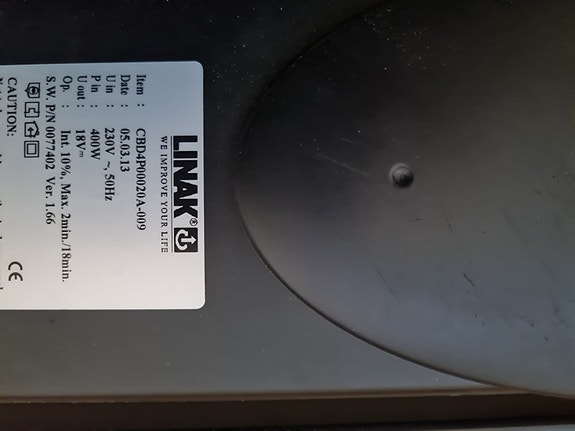 LINAK®
WE IMPROVE YOUR LIFE
Item : CBD4P00020A-009
Date : 05.03.13
U in : 230V ~, 50Hz
P in : 400W
U out : 18V⎓
Op. : Int. 10%, Max. 2min./18min.
S.W. P/N 0077402 Ver. 1.66
CE
CAUTION: